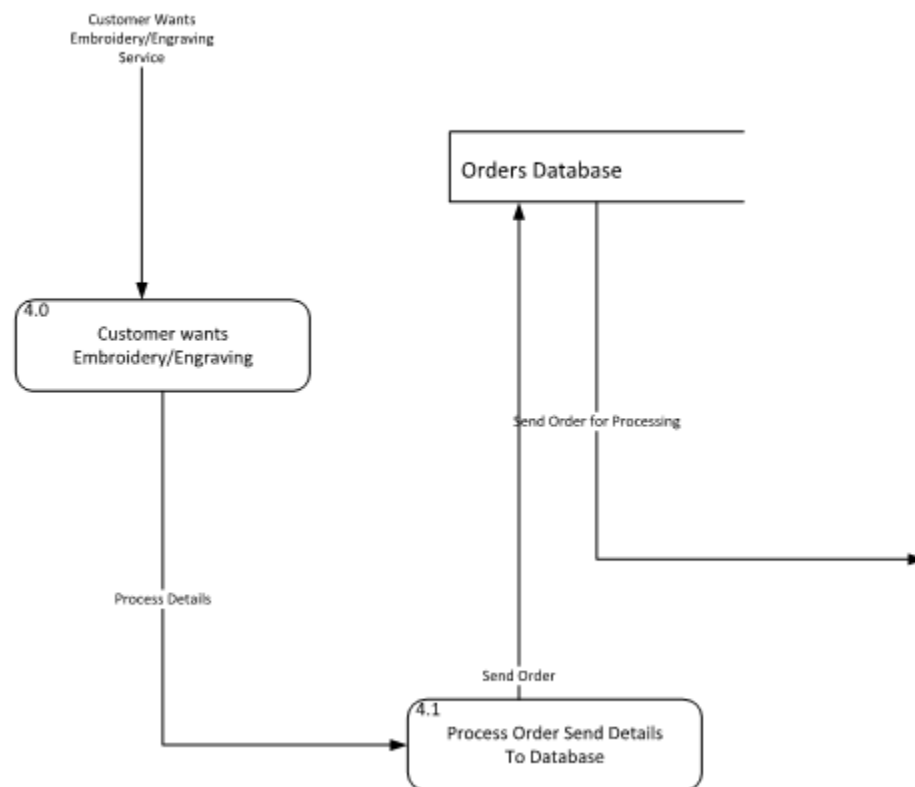 Customer Wants
Embroidery/Engraving
Service
Orders Database
4.0
Customer wants
Embroidery/Engraving
Send Order for Processing
Process Details
Send Order
4.1
Process Order Send Details
To Database